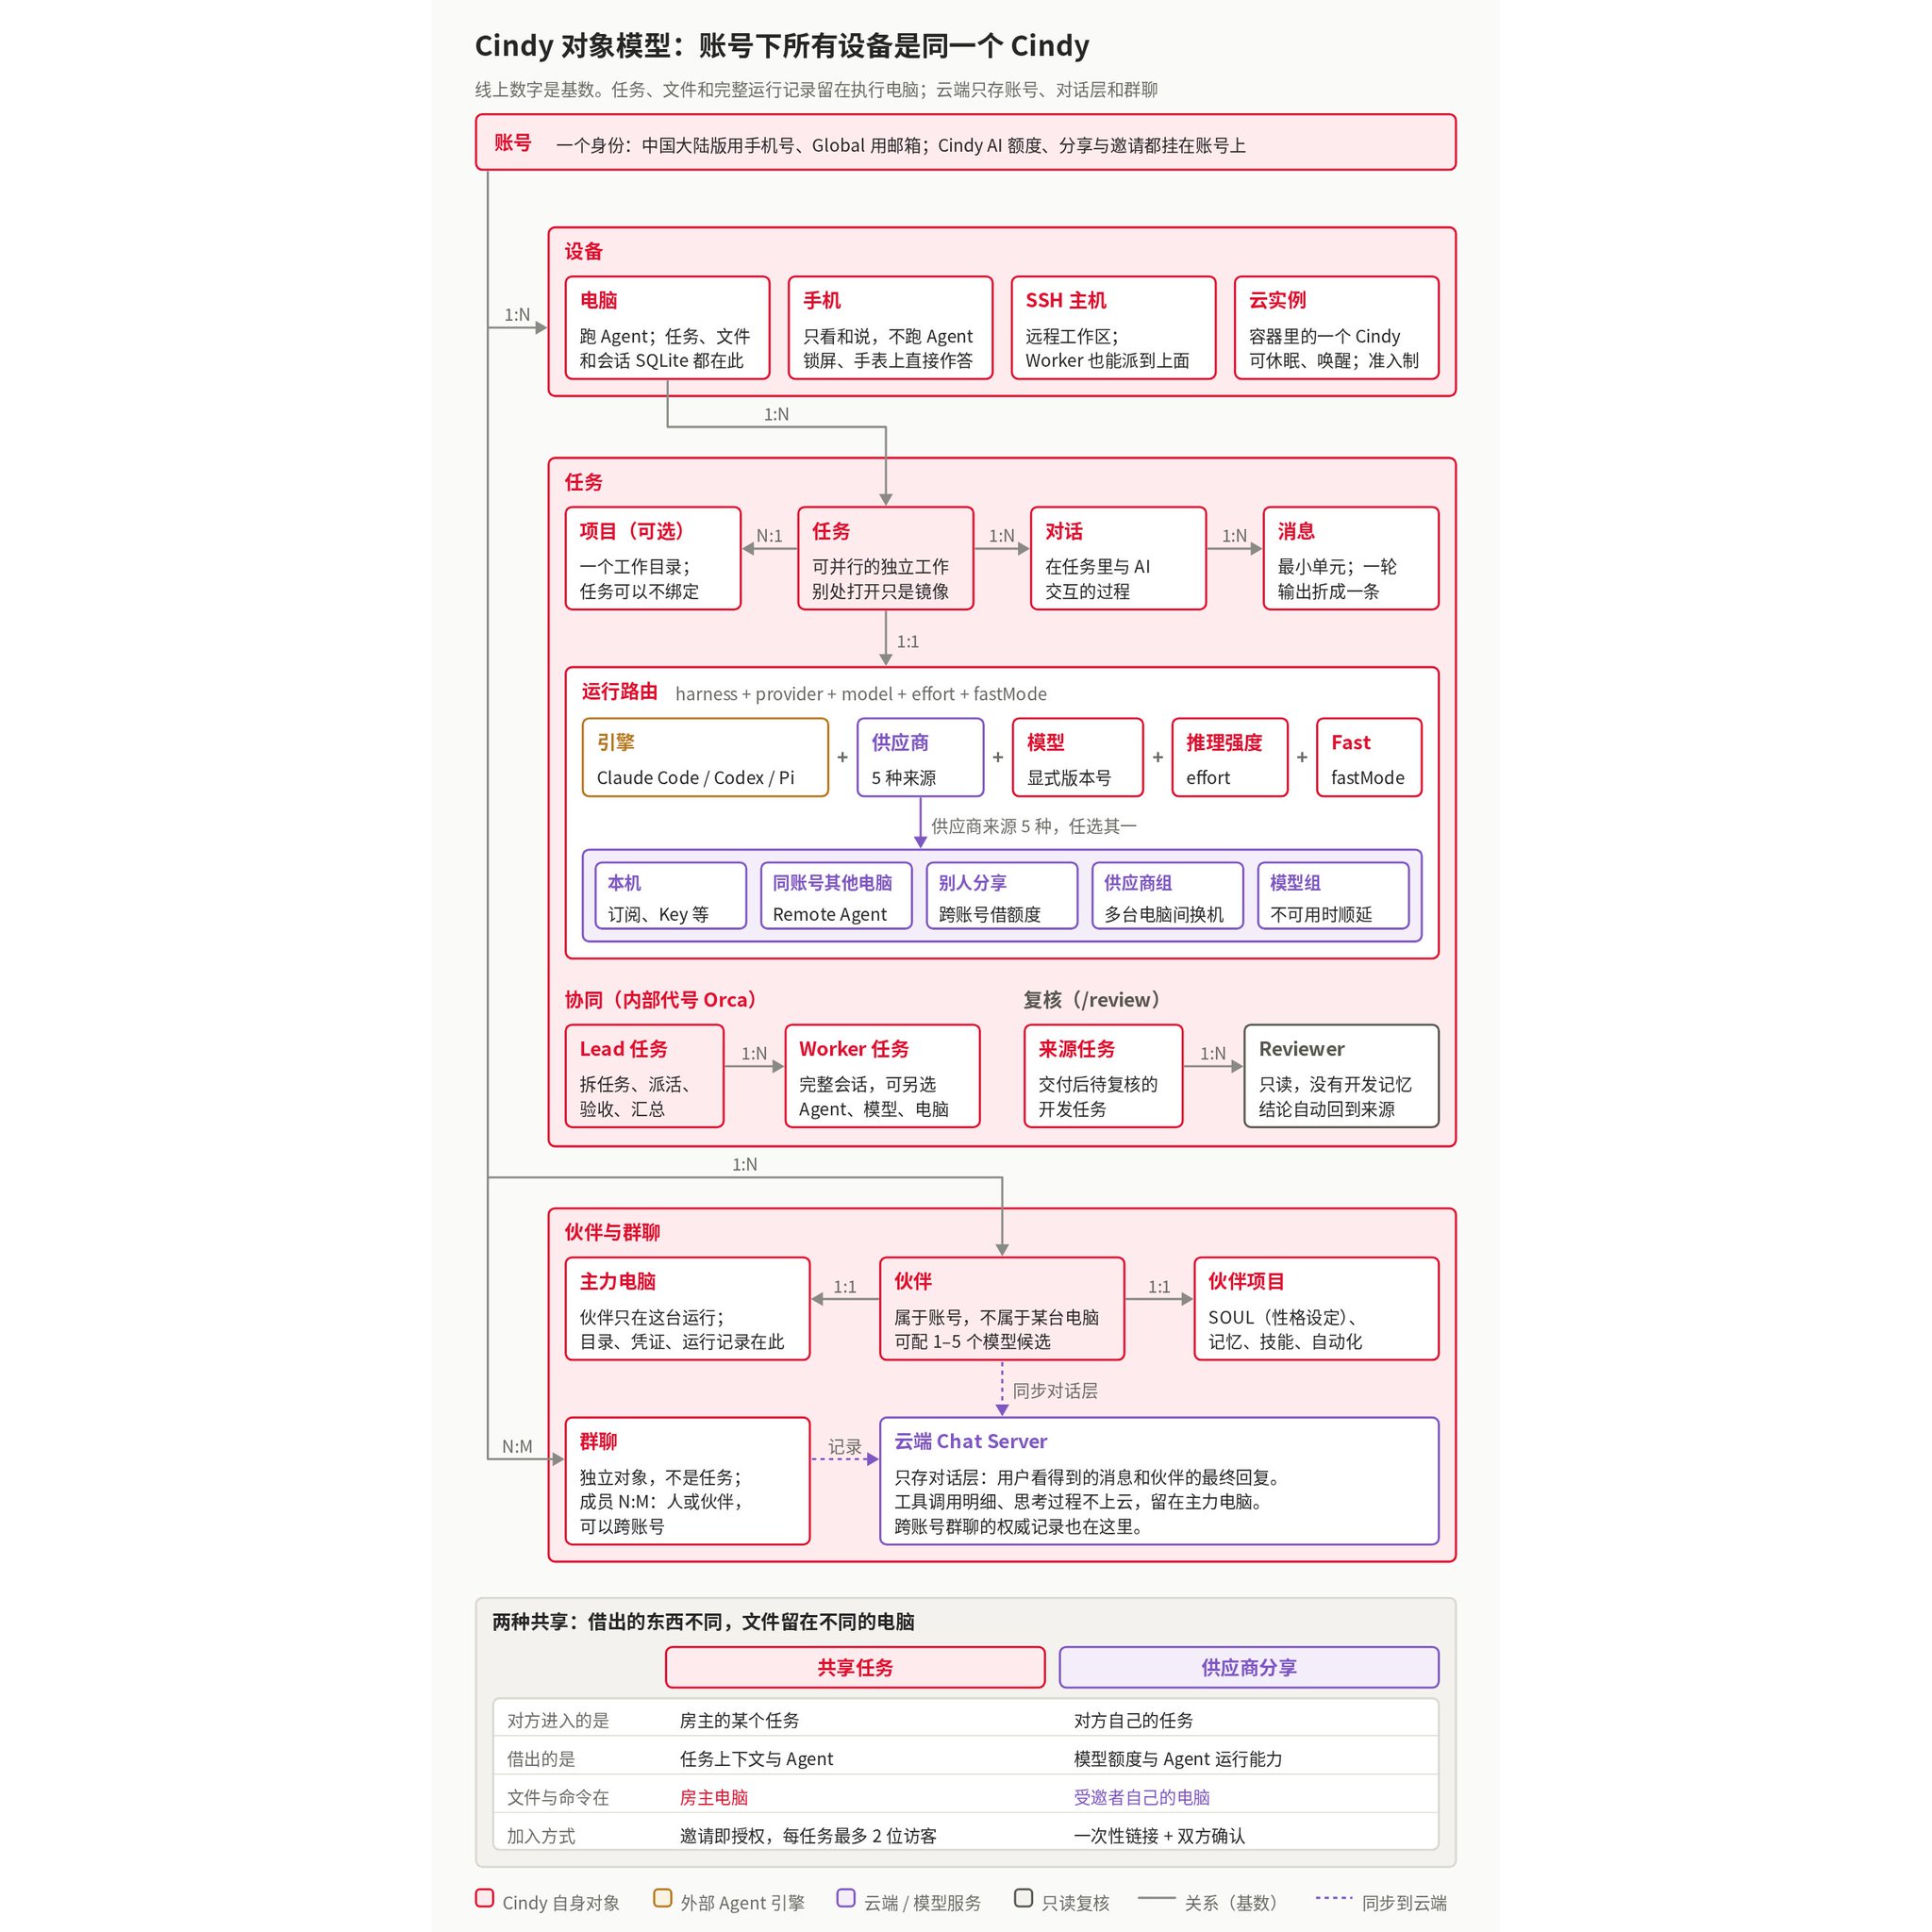 Cindy 对象模型：账号下所有设备是同一个 Cindy
线上数字是基数。任务、文件和完整运行记录留在执行电脑；云端只存账号、对话层和群聊
账号 一个身份：中国大陆版用手机号、Global 用邮箱；Cindy AI 额度、分享与邀请都挂在账号上
1:N
设备
电脑
跑 Agent；任务、文件
和会话 SQLite 都在此
手机
只看和说，不跑 Agent
锁屏、手表上直接作答
SSH 主机
远程工作区；
Worker 也能派到上面
云实例
容器里的一个 Cindy
可休眠、唤醒；准入制
1:N
任务
项目（可选）
一个工作目录；
任务可以不绑定
N:1
任务
可并行的独立工作
别处打开只是镜像
1:N
对话
在任务里与 AI
交互的过程
1:N
消息
最小单元；一轮
输出折成一条
1:1
运行路由 harness + provider + model + effort + fastMode
引擎
Claude Code / Codex / Pi
+
供应商
5 种来源
+
模型
显式版本号
+
推理强度
effort
+
Fast
fastMode
供应商来源 5 种，任选其一
本机
订阅、Key 等
同账号其他电脑
Remote Agent
别人分享
跨账号借额度
供应商组
多台电脑间换机
模型组
不可用时顺延
协同（内部代号 Orca）
Lead 任务
拆任务、派活、
验收、汇总
1:N
Worker 任务
完整会话，可另选
Agent、模型、电脑
复核（/review）
来源任务
交付后待复核的
开发任务
1:N
Reviewer
只读，没有开发记忆
结论自动回到来源
1:N
伙伴与群聊
主力电脑
伙伴只在这台运行；
目录、凭证、运行记录在此
1:1
伙伴
属于账号，不属于某台电脑
可配 1–5 个模型候选
1:1
伙伴项目
SOUL（性格设定）、
记忆、技能、自动化
同步对话层
N:M
群聊
独立对象，不是任务；
成员 N:M：人或伙伴，
可以跨账号
记录
云端 Chat Server
只存对话层：用户看得到的消息和伙伴的最终回复。
工具调用明细、思考过程不上云，留在主力电脑。
跨账号群聊的权威记录也在这里。
两种共享：借出的东西不同，文件留在不同的电脑
共享任务 供应商分享
对方进入的是 房主的某个任务 对方自己的任务
借出的是 任务上下文与 Agent 模型额度与 Agent 运行能力
文件与命令在 房主电脑 受邀者自己的电脑
加入方式 邀请即授权，每任务最多 2 位访客 一次性链接 + 双方确认
Cindy 自身对象 外部 Agent 引擎 云端 / 模型服务 只读复核 关系（基数） 同步到云端